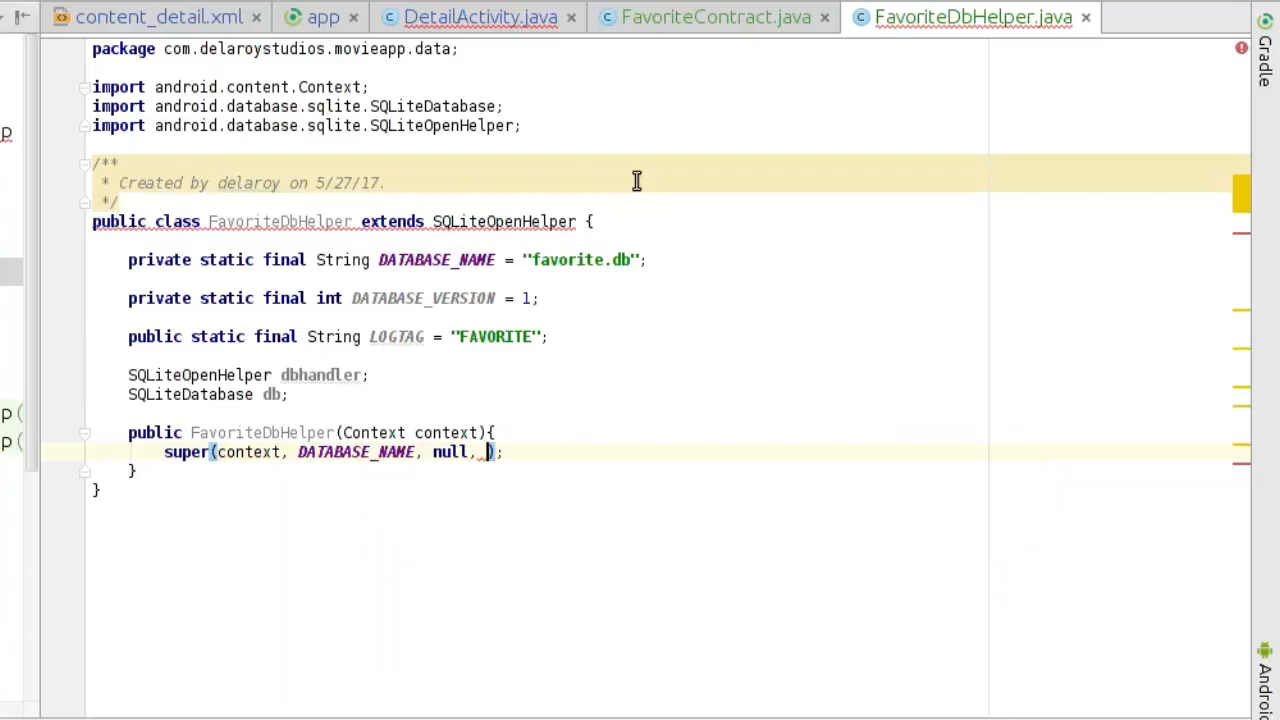 content_detail.xml app DetailActivity.java FavoriteContract.java FavoriteDbHelper.java
package com.delaroystudios.movieapp.data;
import android.content.Context;
import android.database.sqlite.SQLiteDatabase;
import android.database.sqlite.SQLiteOpenHelper;
/**
* Created by delaroy on 5/27/17.
*/
public class FavoriteDbHelper extends SQLiteOpenHelper {
private static final String DATABASE_NAME = "favorite.db";
private static final int DATABASE_VERSION = 1;
public static final String LOGTAG = "FAVORITE";
SQLiteOpenHelper dbhandler;
SQLiteDatabase db;
public FavoriteDbHelper(Context context){
super(context, DATABASE_NAME, null, );
}
}
p
p(
p(
Gradle
Android